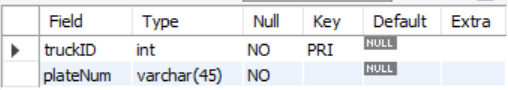 Field Type Null Key Default Extra
truckID int NO PRI NULL
plateNum varchar(45) NO NULL